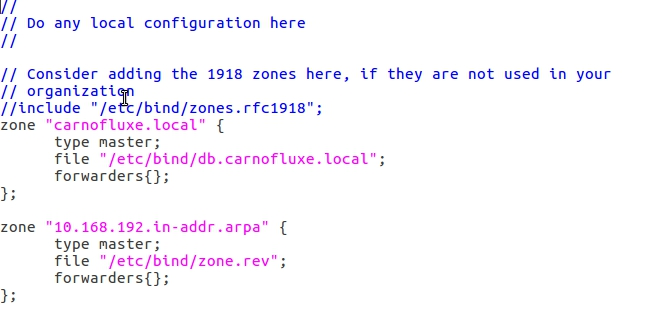 //
// Do any local configuration here
//
// Consider adding the 1918 zones here, if they are not used in your
// organization
//include "/etc/bind/zones.rfc1918";
zone "carnofluxe.local" {
type master;
file "/etc/bind/db.carnofluxe.local";
forwarders{};
};
zone "10.168.192.in-addr.arpa" {
type master;
file "/etc/bind/zone.rev";
forwarders{};
};